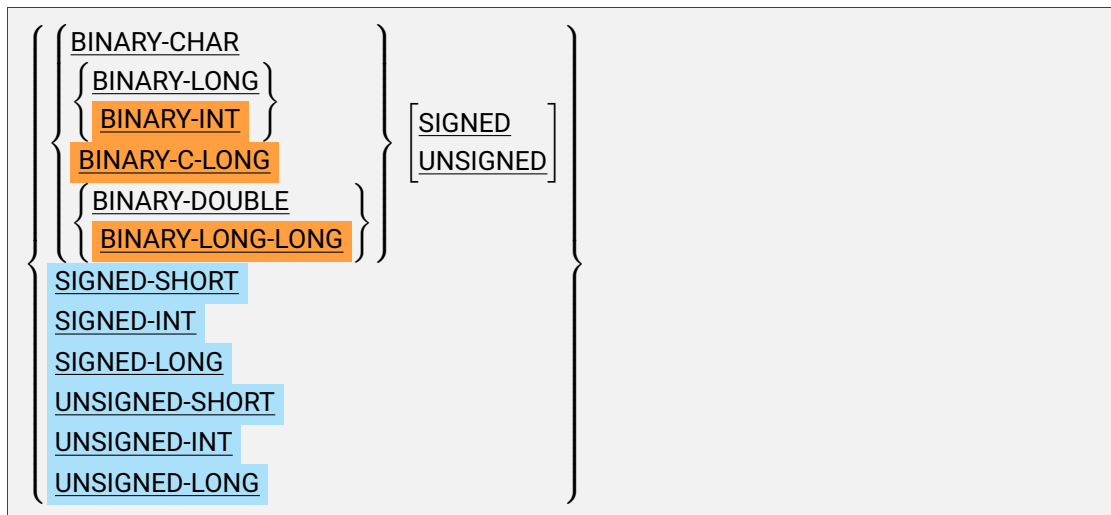 BINARY-CHAR
BINARY-LONG
BINARY-INT
BINARY-C-LONG
BINARY-DOUBLE
BINARY-LONG-LONG
SIGNED
UNSIGNED
SIGNED-SHORT
SIGNED-INT
SIGNED-LONG
UNSIGNED-SHORT
UNSIGNED-INT
UNSIGNED-LONG